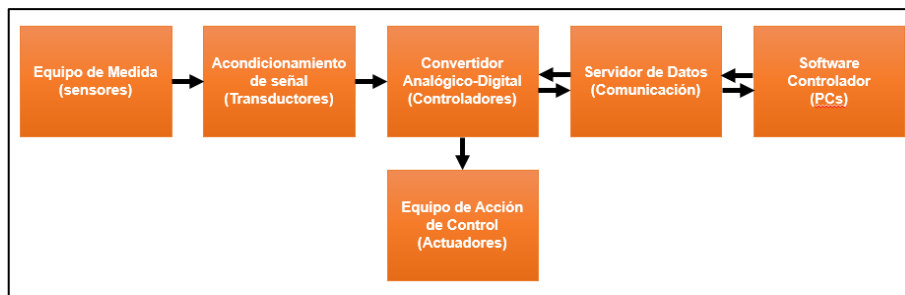 Equipo de Medida
(sensores)
Acondicionamiento
de señal
(Transductores)
Convertidor
Analógico-Digital
(Controladores)
Servidor de Datos
(Comunicación)
Software
Controlador
(PCs)
Equipo de Acción
de Control
(Actuadores)